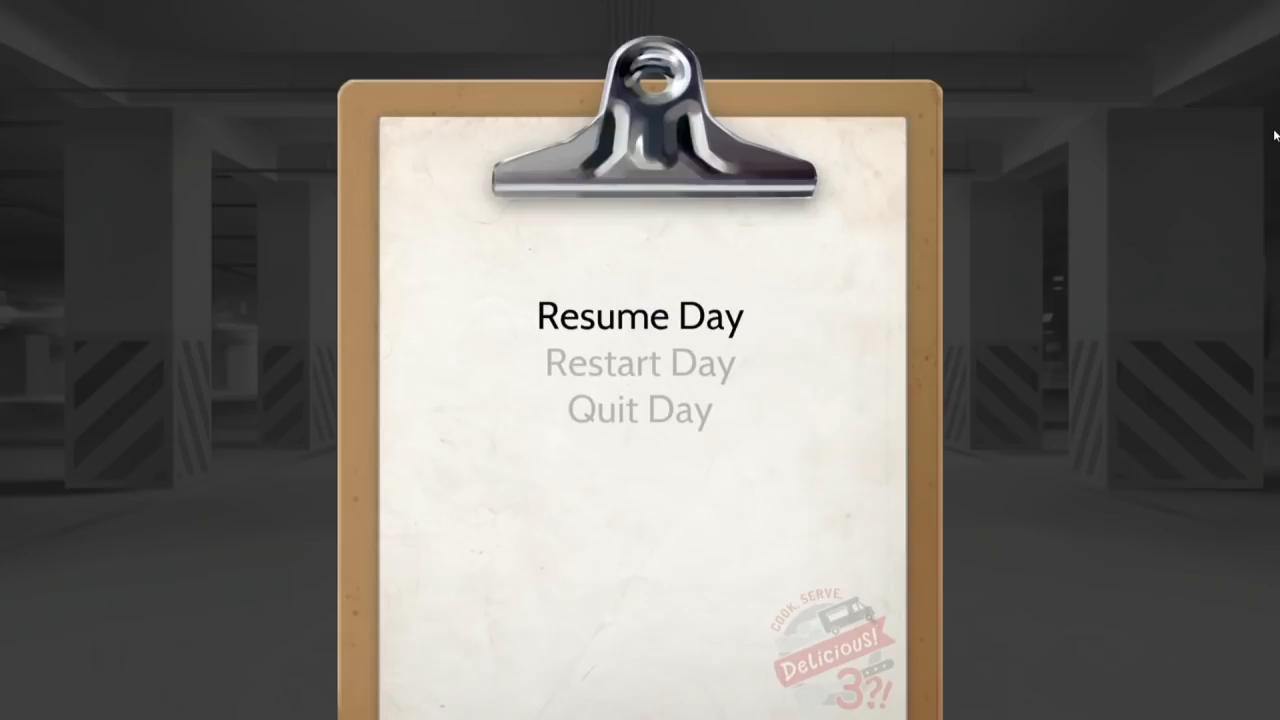 Resume Day
Restart Day
Quit Day
COOK, SERVE,
Delicious!
3?!